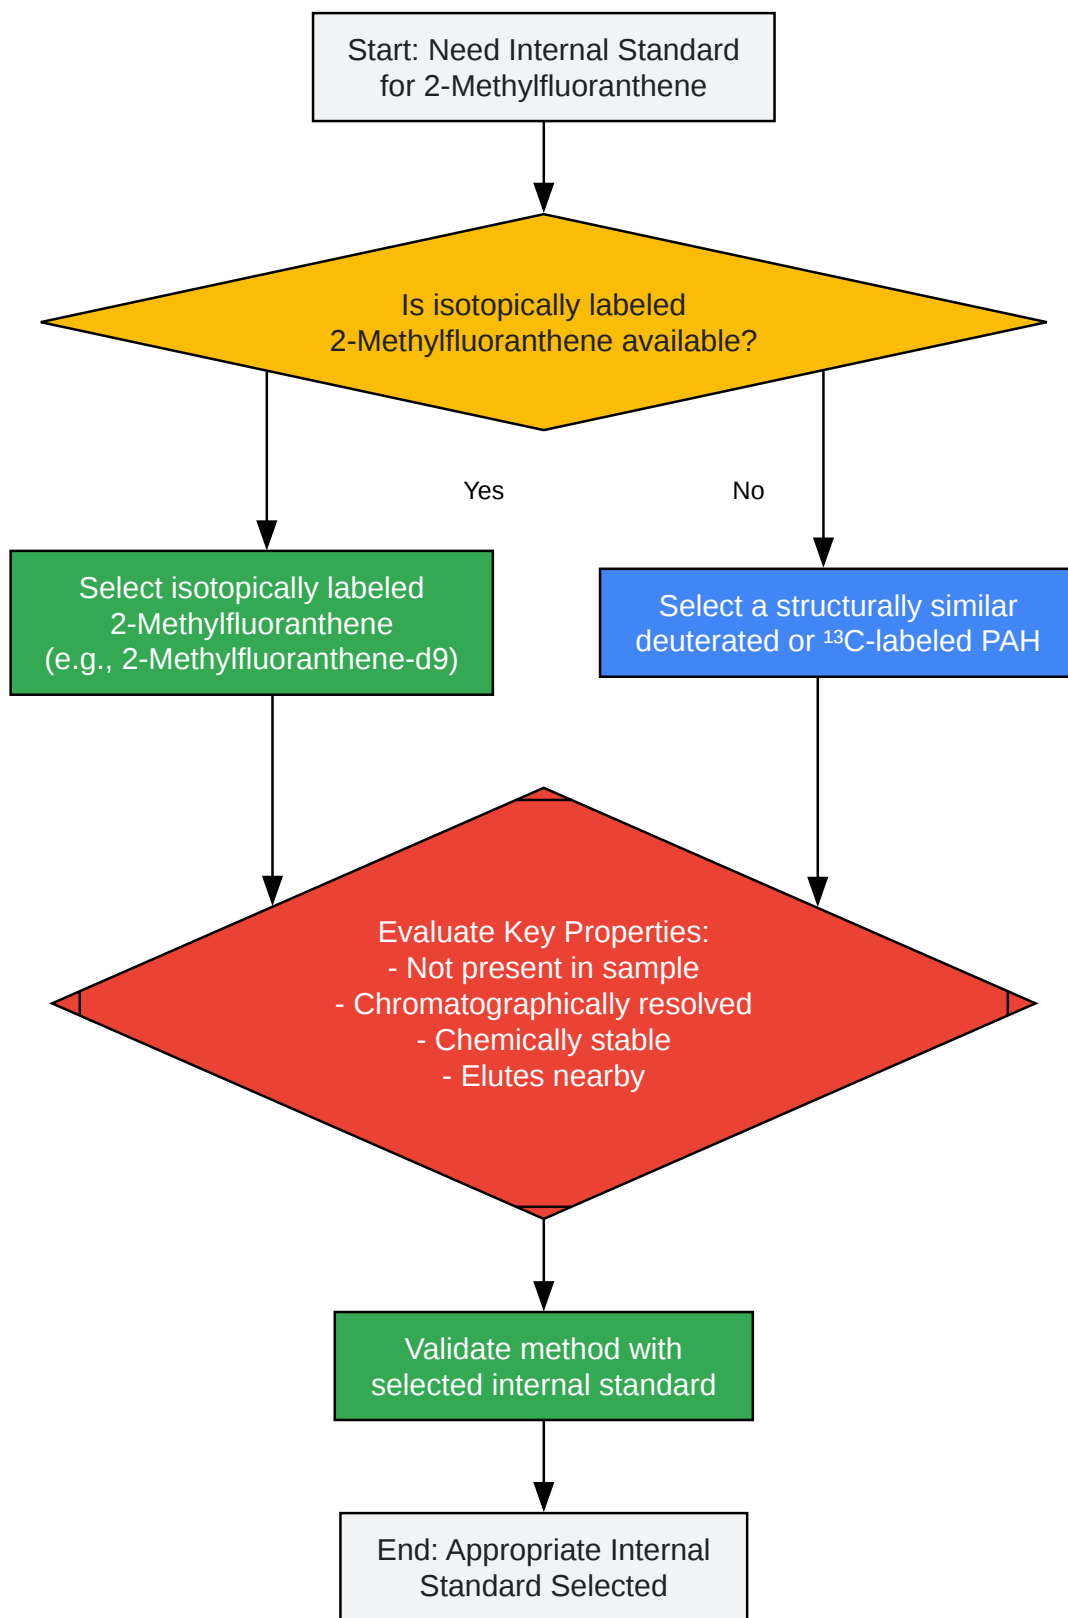 Start: Need Internal Standard
for 2-Methylfluoranthene
Is isotopically labeled
2-Methylfluoranthene available?
Yes
No
Select isotopically labeled
2-Methylfluoranthene
(e.g., 2-Methylfluoranthene-d9)
Select a structurally similar
deuterated or ¹³C-labeled PAH
Evaluate Key Properties:
- Not present in sample
- Chromatographically resolved
- Chemically stable
- Elutes nearby
Validate method with
selected internal standard
End: Appropriate Internal
Standard Selected